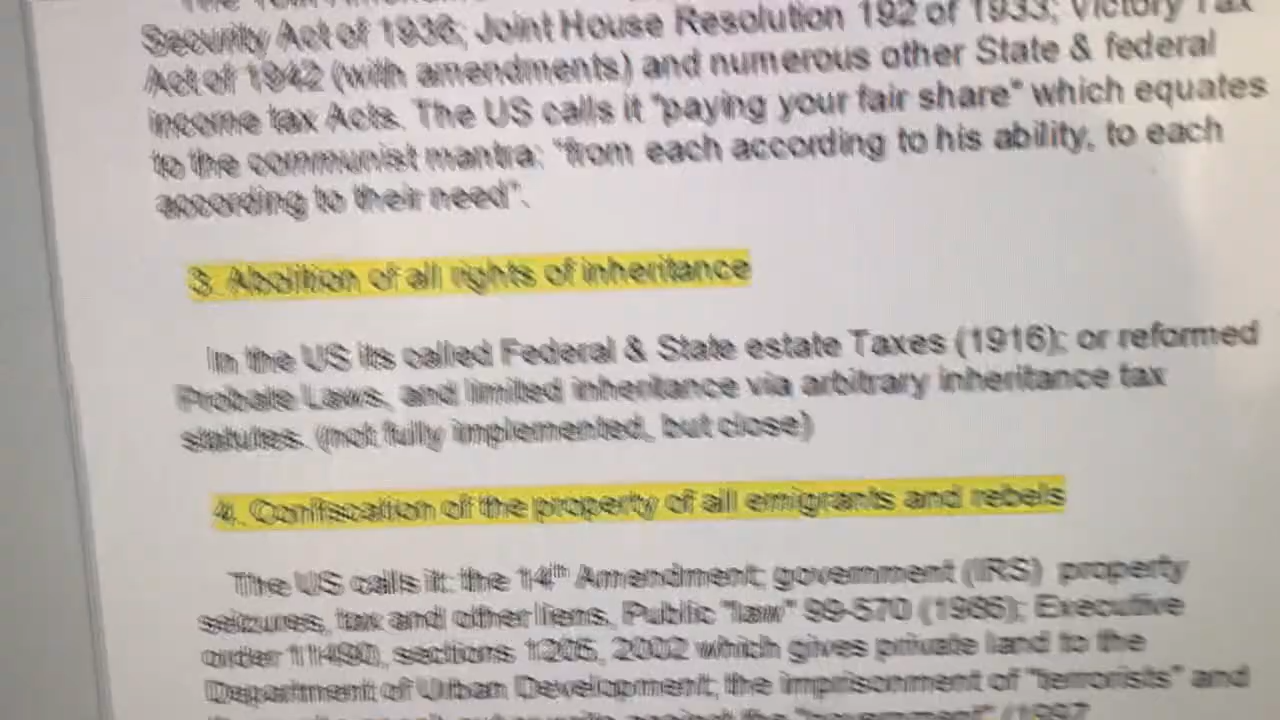 The 16th Amend
Security Act of 1936; Joint House Resolution 192 of 1933; Victory Tax
Act of 1942 (with amendments) and numerous other State & federal
income tax Acts. The US calls it "paying your fair share" which equates
to the communist mantra: "from each according to his ability, to each
according to their need".
3. Abolition of all rights of inheritance
In the US its called Federal & State estate Taxes (1916); or reformed
Probate Laws, and limited inheritance via arbitrary inheritance tax
statutes. (not fully implemented, but close)
4. Confiscation of the property of all emigrants and rebels
The US calls it: the 14th Amendment; government (IRS) property
seizures, tax and other liens, Public "law" 99-570 (1986); Executive
order 11490, sections 1205, 2002 which gives private land to the
Department of Urban Development; the imprisonment of "terrorists" and
against the "government" (1997